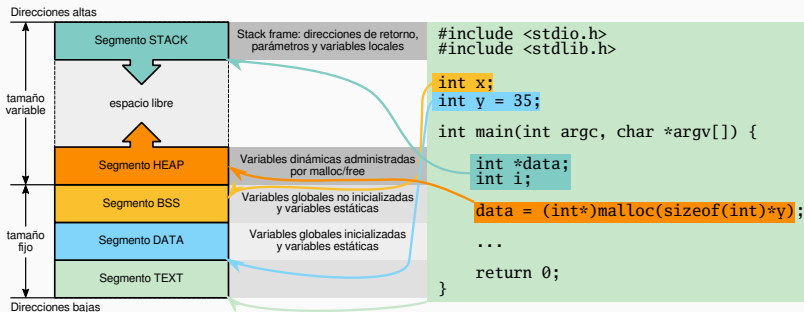 Direcciones altas
Segmento STACK
Stack frame: direcciones de retorno,
parámetros y variables locales
tamaño
variable
espacio libre
Segmento HEAP
Variables dinámicas administradas
por malloc/free
Segmento BSS
Variables globales no inicializadas
y variables estáticas
tamaño
fijo
Segmento DATA
Variables globales inicializadas
y variables estáticas
Segmento TEXT
Direcciones bajas
#include <stdio.h>
#include <stdlib.h>
int x;
int y = 35;
int main(int argc, char *argv[]) {
int *data;
int i;
data = (int*)malloc(sizeof(int)*y);
...
return 0;
}